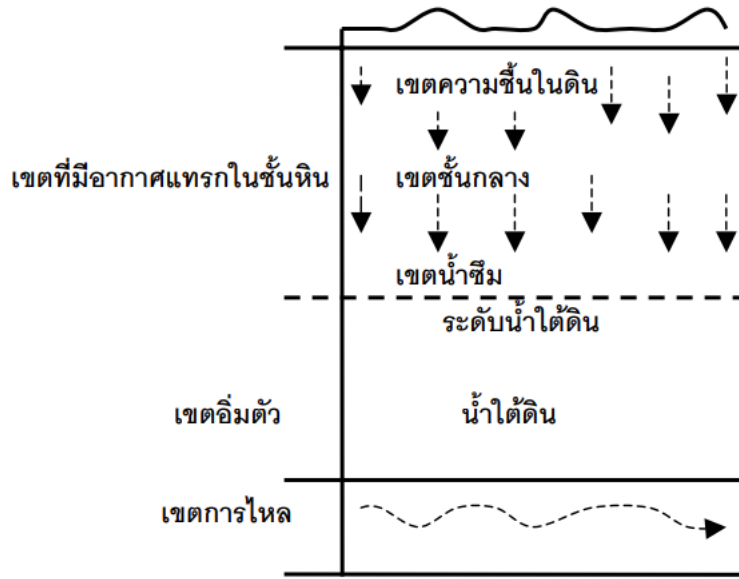 เขตความชื้นในดิน
เขตที่มีอากาศแทรกในชั้นหิน
เขตชั้นกลาง
เขตน้ำซึม
ระดับน้ำใต้ดิน
เขตอิ่มตัว
น้ำใต้ดิน
เขตการไหล